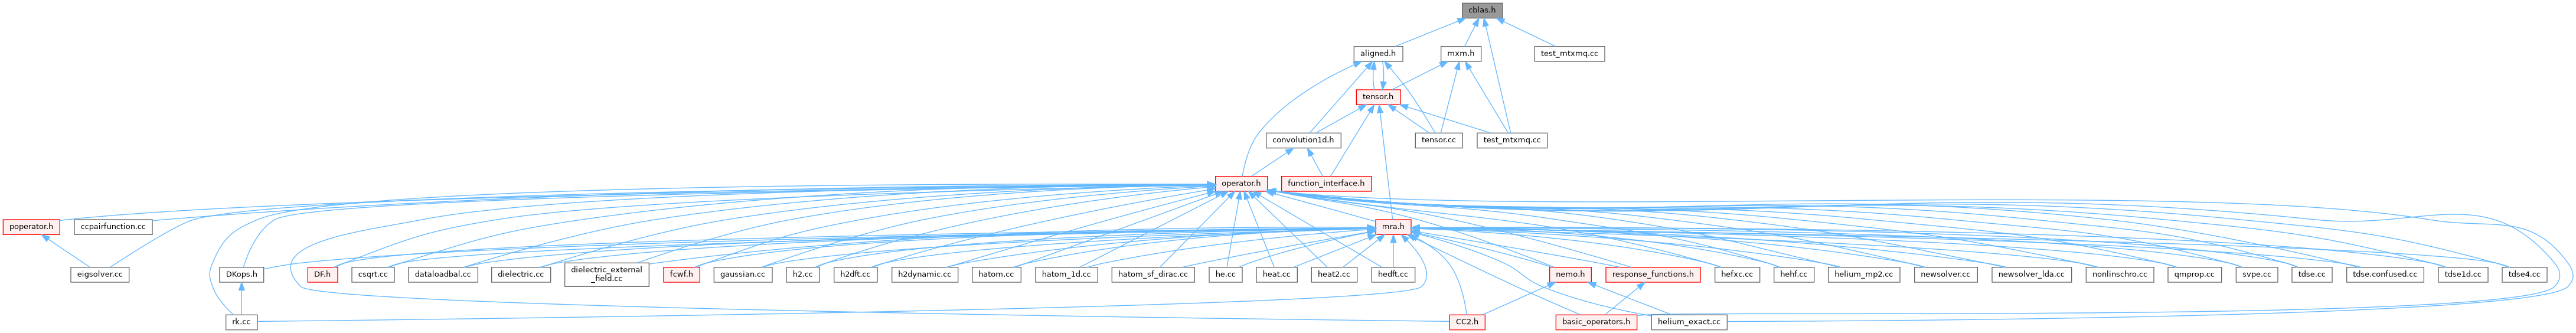 cblas.h
aligned.h
mxm.h
test_mtxmq.cc
tensor.h
convolution1d.h
tensor.cc
test_mtxmq.cc
operator.h
function_interface.h
poperator.h
ccpairfunction.cc
mra.h
eigsolver.cc
DKops.h
DF.h
csqrt.cc
dataloadbal.cc
dielectric.cc
dielectric_external
_field.cc
fcwf.h
gaussian.cc
h2.cc
h2dft.cc
h2dynamic.cc
hatom.cc
hatom_1d.cc
hatom_sf_dirac.cc
he.cc
heat.cc
heat2.cc
hedft.cc
nemo.h
response_functions.h
hefxc.cc
hehf.cc
helium_mp2.cc
newsolver.cc
newsolver_lda.cc
nonlinschro.cc
qmprop.cc
svpe.cc
tdse.cc
tdse.confused.cc
tdse1d.cc
tdse4.cc
rk.cc
CC2.h
basic_operators.h
helium_exact.cc